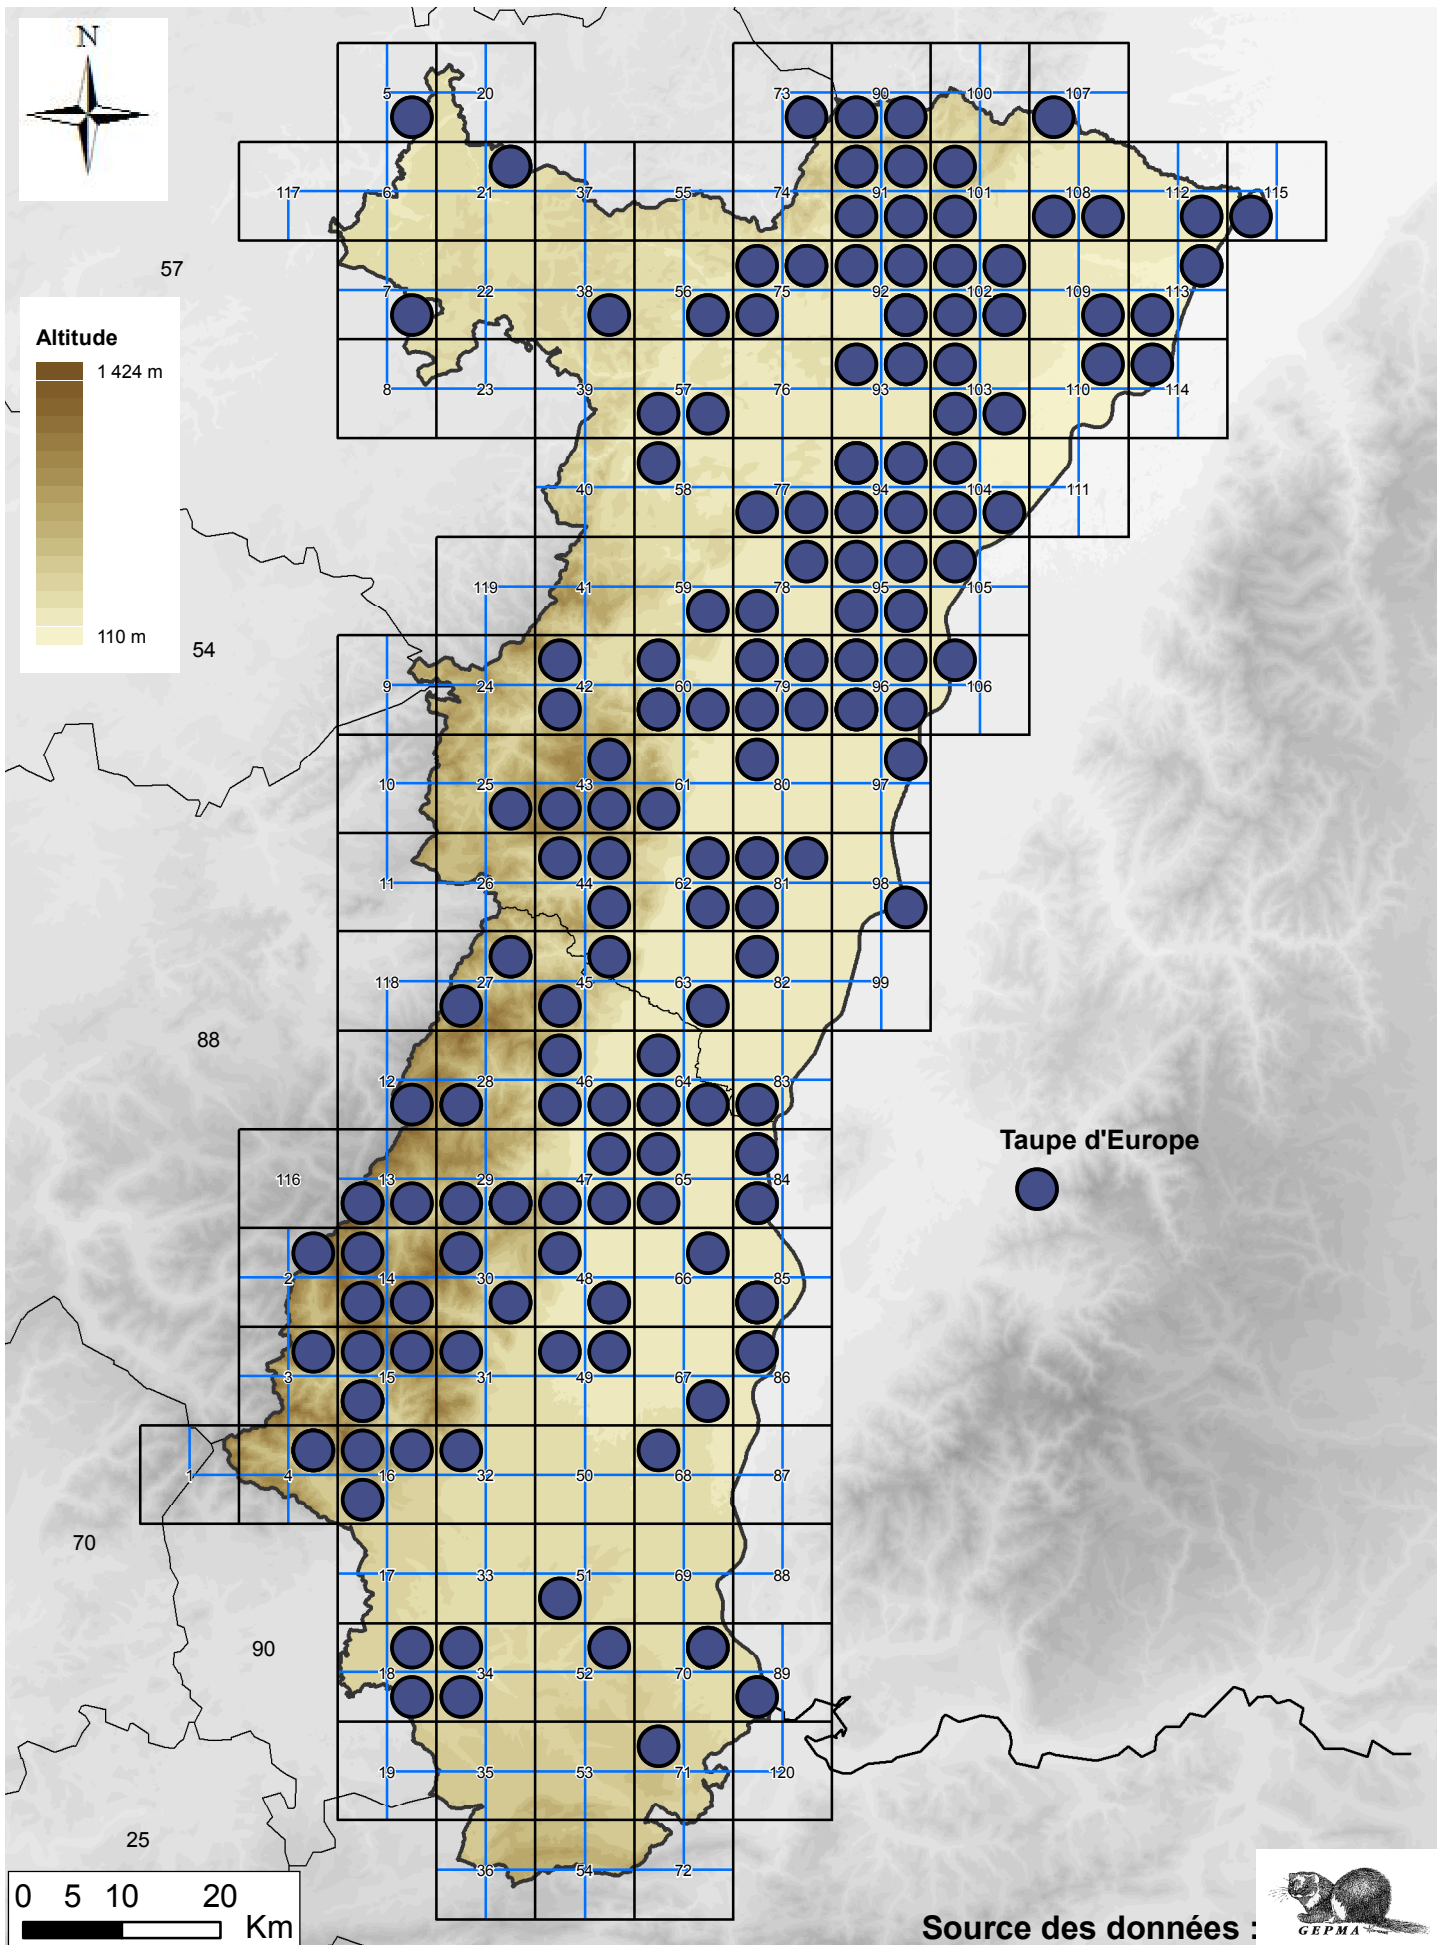 N
5 20 73 90 100 107
117 6 21 37 55 74 91 101 108 112 115
57
7 22 38 56 75 92 102 109 113
Altitude
1 424 m
8 23 39 57 76 93 103 110 114
40 58 77 94 104 111
119 41 59 78 95 105
110 m
54
9 24 42 60 79 96 106
10 25 43 61 80 97
11 26 44 62 81 98
118 27 45 63 82 99
88
12 28 46 64 83
Taupe d'Europe
116 13 29 47 65 84
2 14 30 48 66 85
3 15 31 49 67 86
1 4 16 32 50 68 87
70
17 33 51 69 88
90
18 34 52 70 89
19 35 53 71 120
25
36 54 72
0 5 10 20
Km
Source des données :
GEPMA